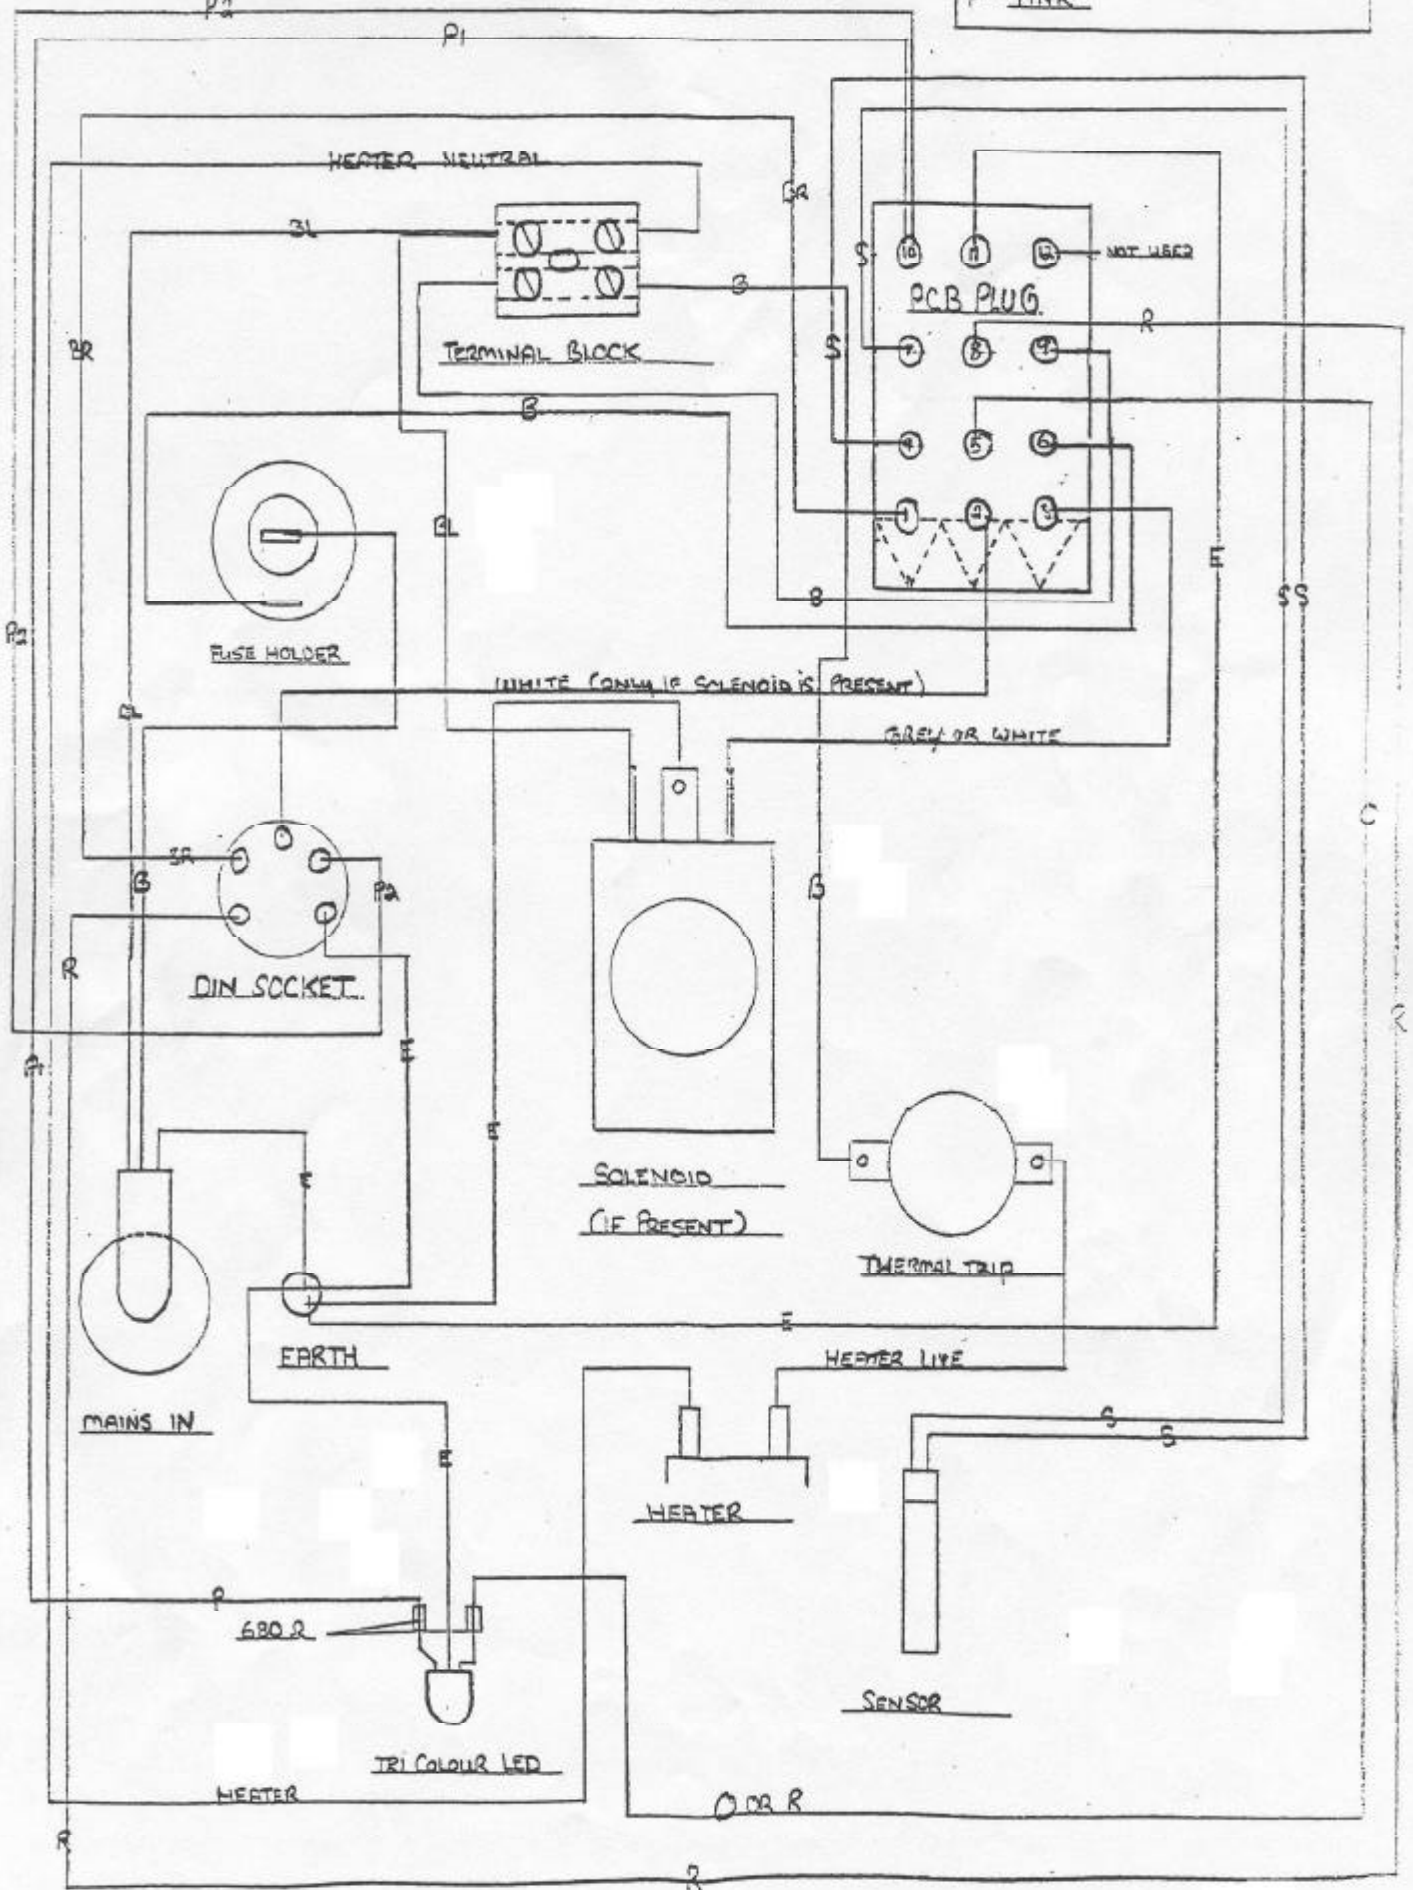 P2
PINK
P1
HEATER NEUTRAL
BR
BL
S
10
11
12
NOT USED
B
PCB PLUG
R
BR
TERMINAL BLOCK
S
7
8
9
B
4
5
6
BL
1
2
3
E
B
S
S
P2
FUSE HOLDER
WHITE (ONLY IF SOLENOID IS PRESENT)
BL
GREY OR WHITE
O
BR
B
P2
B
R
DIN SOCKET
R
E
P1
E
SOLENOID
E
(IF PRESENT)
THERMAL TRIP
E
EARTH
HEATER LIVE
MAINS IN
S
S
E
HEATER
P
680R
SENSOR
TRI COLOUR LED
HEATER
O OR R
R
R